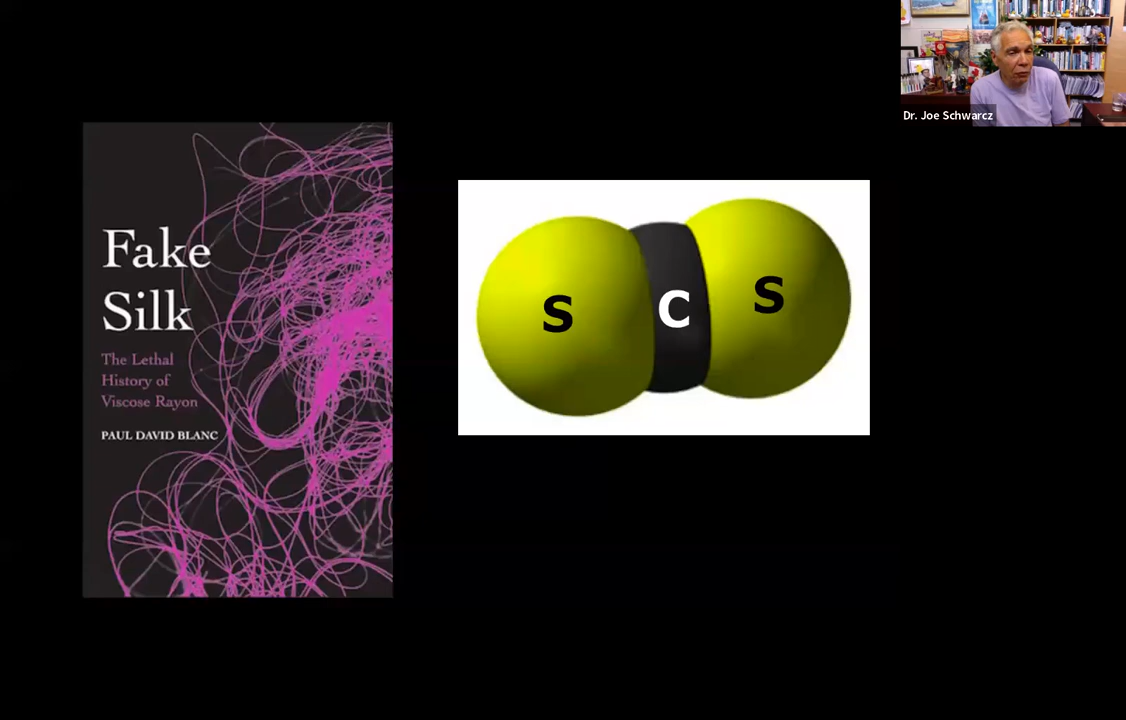 Dr. Joe Schwarcz
Fake
Silk
The Lethal
History of
Viscose Rayon
PAUL DAVID BLANC
S
C
S